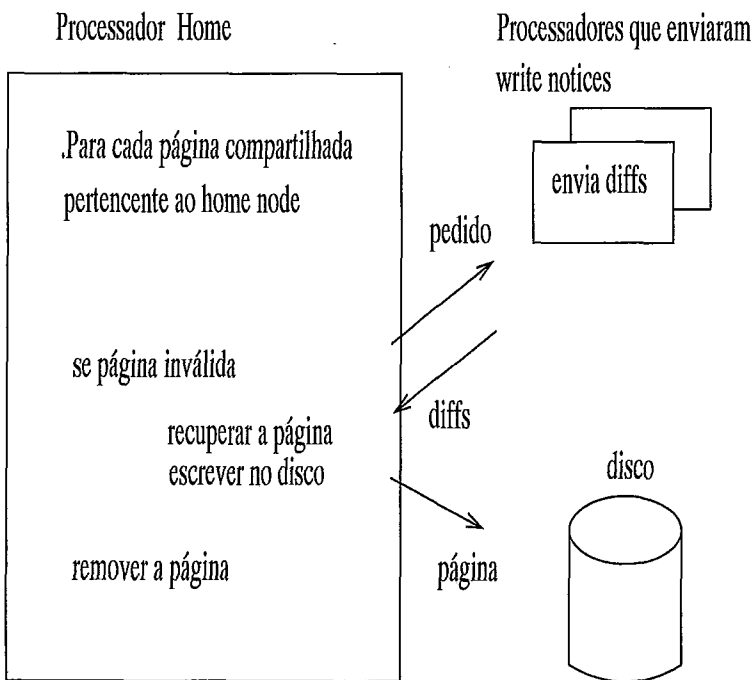 Processador Home
Processadores que enviaram
write notices
.Para cada página compartilhada
pertencente ao home node
envia diffs
pedido
se página inválida
diffs
recuperar a página
escrever no disco
disco
remover a página
página